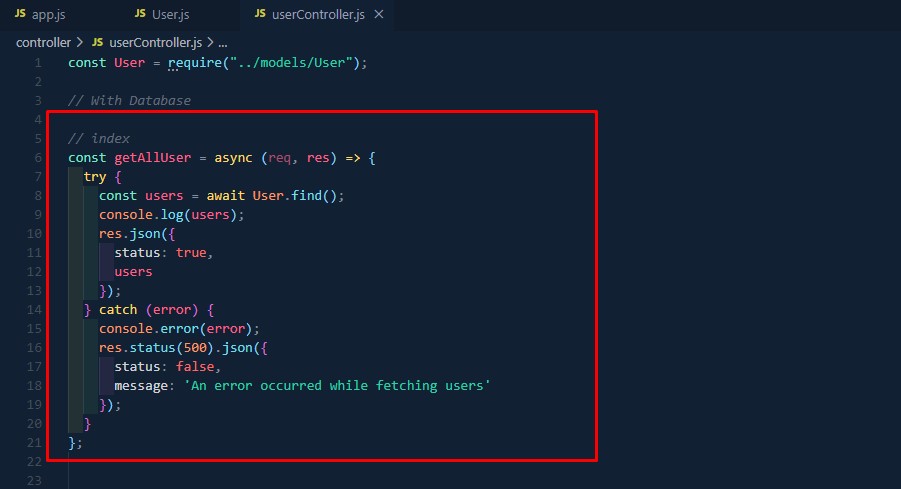 JS app.js JS User.js JS userController.js ×
controller > JS userController.js > ...
1 const User = require("../models/User");
2
3 // With Database
4
5 // index
6 const getAllUser = async (req, res) => {
7 try {
8 const users = await User.find();
9 console.log(users);
10 res.json({
11 status: true,
12 users
13 });
14 } catch (error) {
15 console.error(error);
16 res.status(500).json({
17 status: false,
18 message: 'An error occurred while fetching users'
19 });
20 }
21 };
22
23